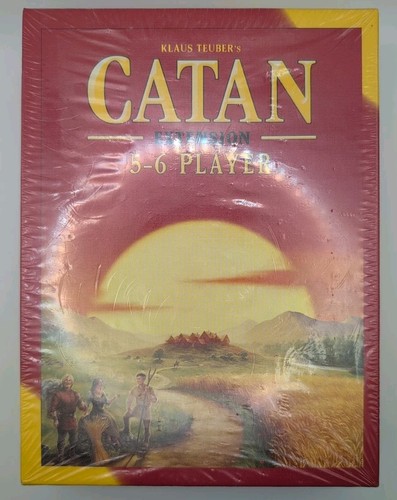 KLAUS TEUBER'S
CATAN
EXTENSION
5-6 PLAYER